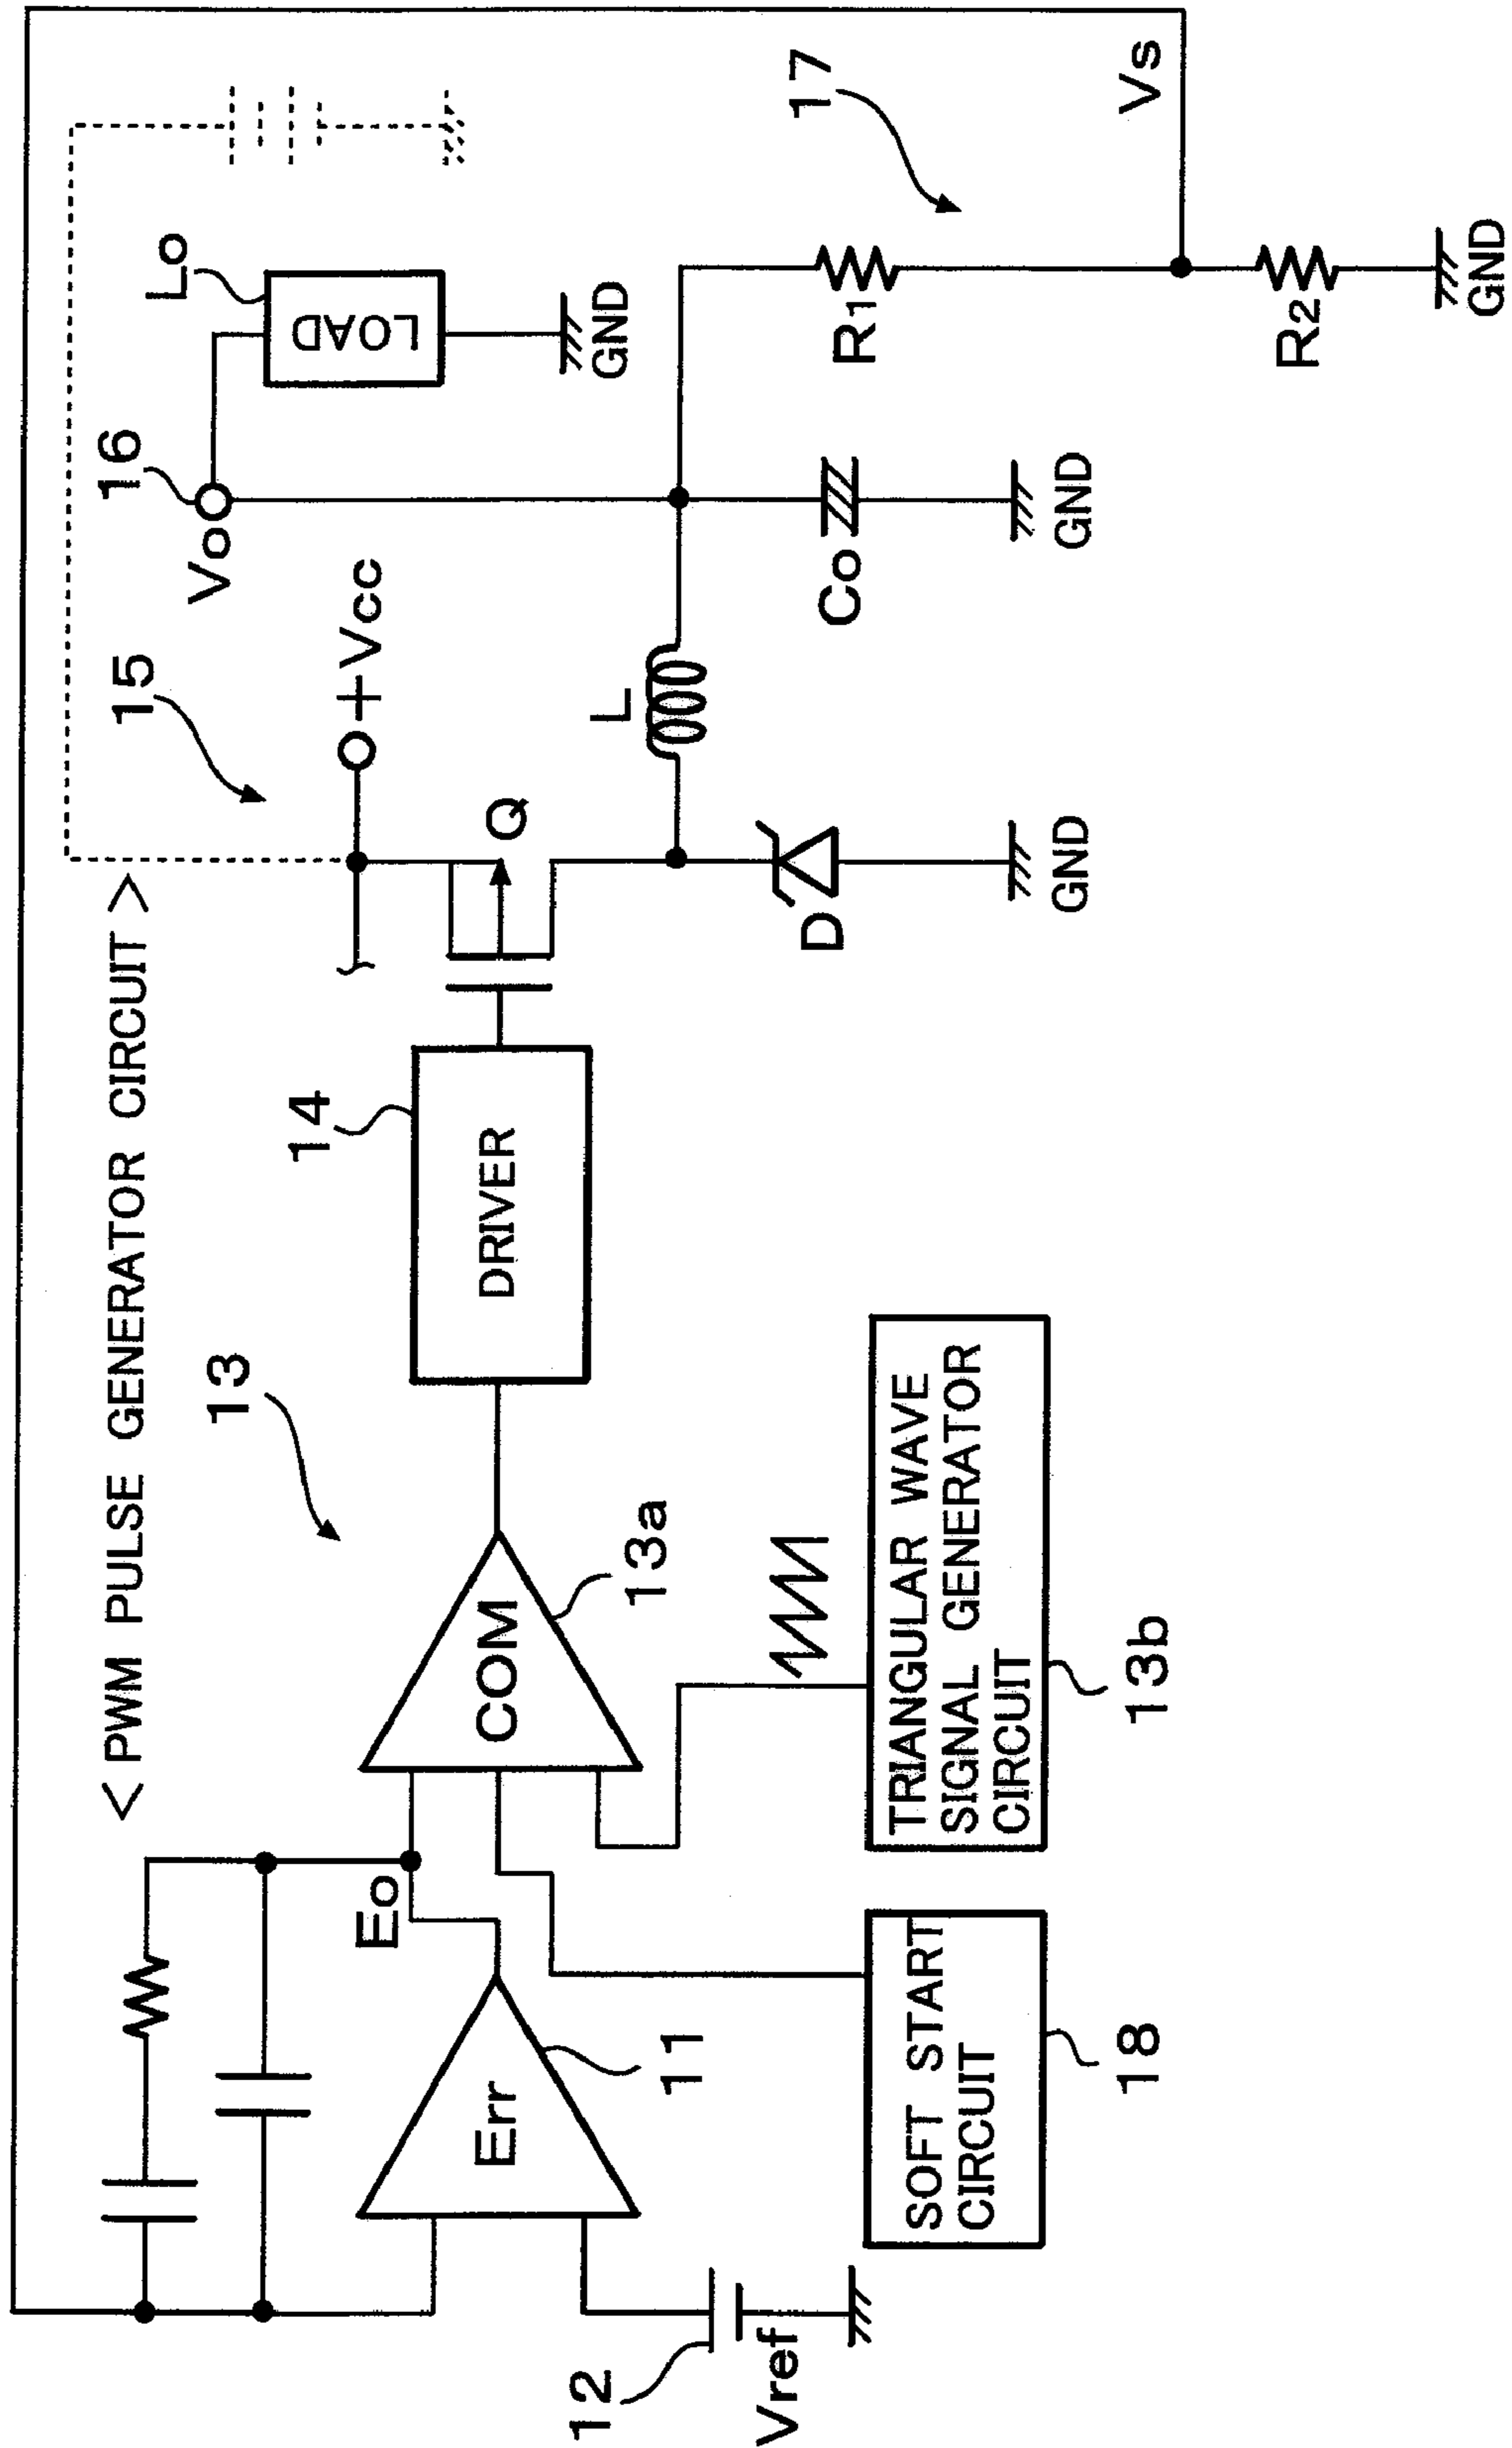 < PWM PULSE GENERATOR CIRCUIT >
15
16
Lo
Vo
LOAD
GND
+Vcc
13
14
17
Eo
Err
11
COM
13a
DRIVER
Q
L
D
GND
Co
GND
R1
Vs
R2
GND
12
Vref
SOFT START
CIRCUIT
18
TRIANGULAR WAVE
SIGNAL GENERATOR
CIRCUIT
13b